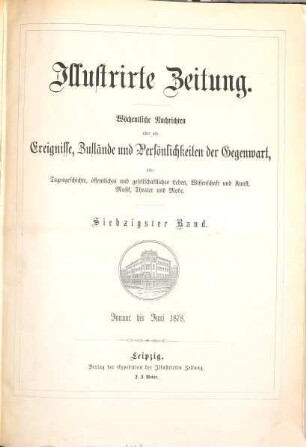 Illustrirte Zeitung.
Wöchentliche Nachrichten
über alle
Ereignisse, Zustände und Persönlichkeiten der Gegenwart,
über
Tagesgeschichte, öffentliches und gesellschaftliches Leben, Wissenschaft und Kunst,
Musik, Theater und Mode.
Siebzigster Band.
Januar bis Juni 1878.
Leipzig,
Verlag der Expedition der Illustrirten Zeitung.
J. J. Weber.